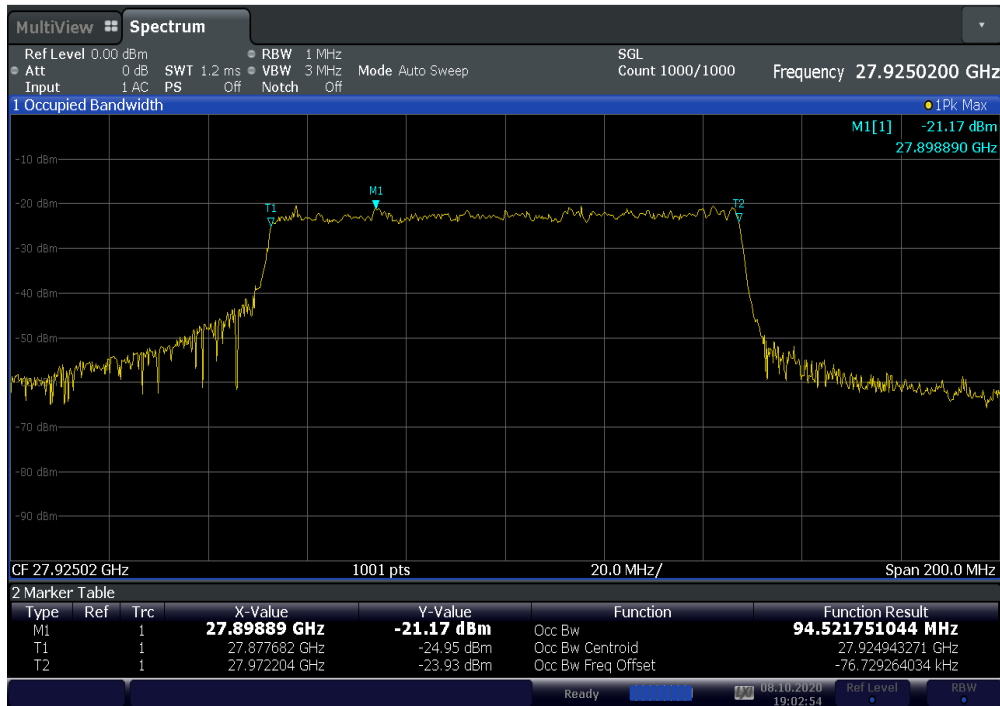 MultiView Spectrum
Ref Level 0.00 dBm RBW 1 MHz SGL
Att 0 dB SWT 1.2 ms VBW 3 MHz Mode Auto Sweep Count 1000/1000 Frequency 27.9250200 GHz
Input 1 AC PS Off Notch Off
1 Occupied Bandwidth 1Pk Max
M1[1] -21.17 dBm
27.898890 GHz
-10 dBm
M1
-20 dBm
T1 T2
-30 dBm
-40 dBm
-50 dBm
-70 dBm
-80 dBm
-90 dBm
CF 27.92502 GHz 1001 pts 20.0 MHz/ Span 200.0 MHz
2 Marker Table
Type Ref Trc X-Value Y-Value Function Function Result
M1 1 27.89889 GHz -21.17 dBm Occ Bw 94.521751044 MHz
T1 1 27.877682 GHz -24.95 dBm Occ Bw Centroid 27.924943271 GHz
T2 1 27.972204 GHz -23.93 dBm Occ Bw Freq Offset -76.729264034 kHz
Ready 08.10.2020 Ref Level RBW
19:02:54